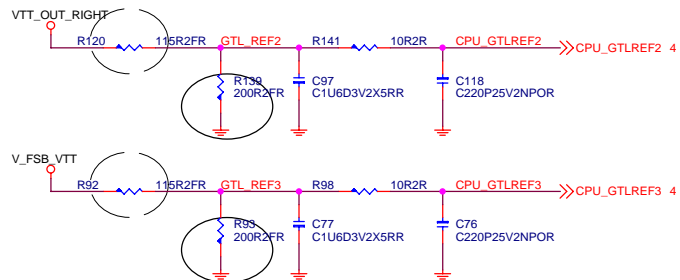 VTT_OUT_RIGHT
R120 115R2FR GTL_REF2 R141 10R2R CPU_GTLREF2 CPU_GTLREF2 4
R139 C97 C118
200R2FR C1U6D3V2X5RR C220P25V2NPOR
V_FSB_VTT
R92 115R2FR GTL_REF3 R98 10R2R CPU_GTLREF3 CPU_GTLREF3 4
R93 C77 C76
200R2FR C1U6D3V2X5RR C220P25V2NPOR